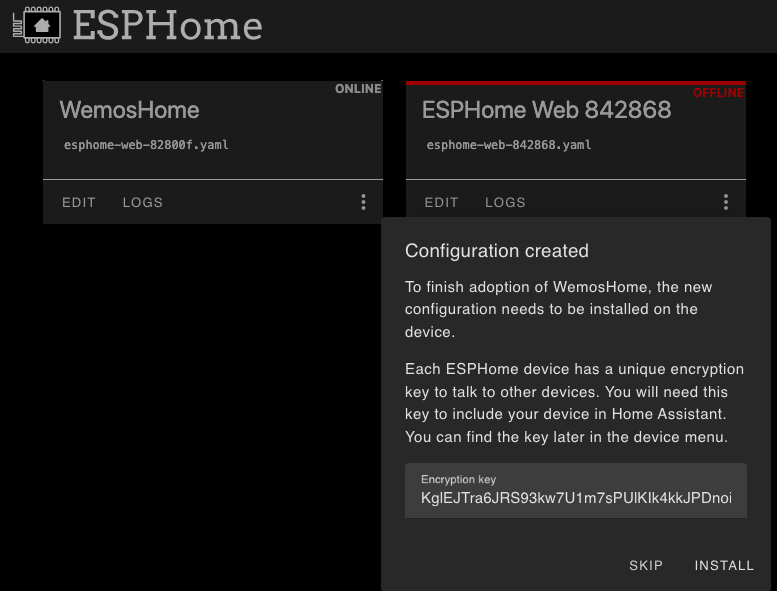 ESPHome
ONLINE
WemosHome
esphome-web-82800f.yaml
EDIT LOGS
OFFLINE
ESPHome Web 842868
esphome-web-842868.yaml
EDIT LOGS
Configuration created
To finish adoption of WemosHome, the new
configuration needs to be installed on the
device.
Each ESPHome device has a unique encryption
key to talk to other devices. You will need this
key to include your device in Home Assistant.
You can find the key later in the device menu.
Encryption key
KglEJTra6JRS93kw7U1m7sPUlKIk4kkJPDnoi
SKIP INSTALL